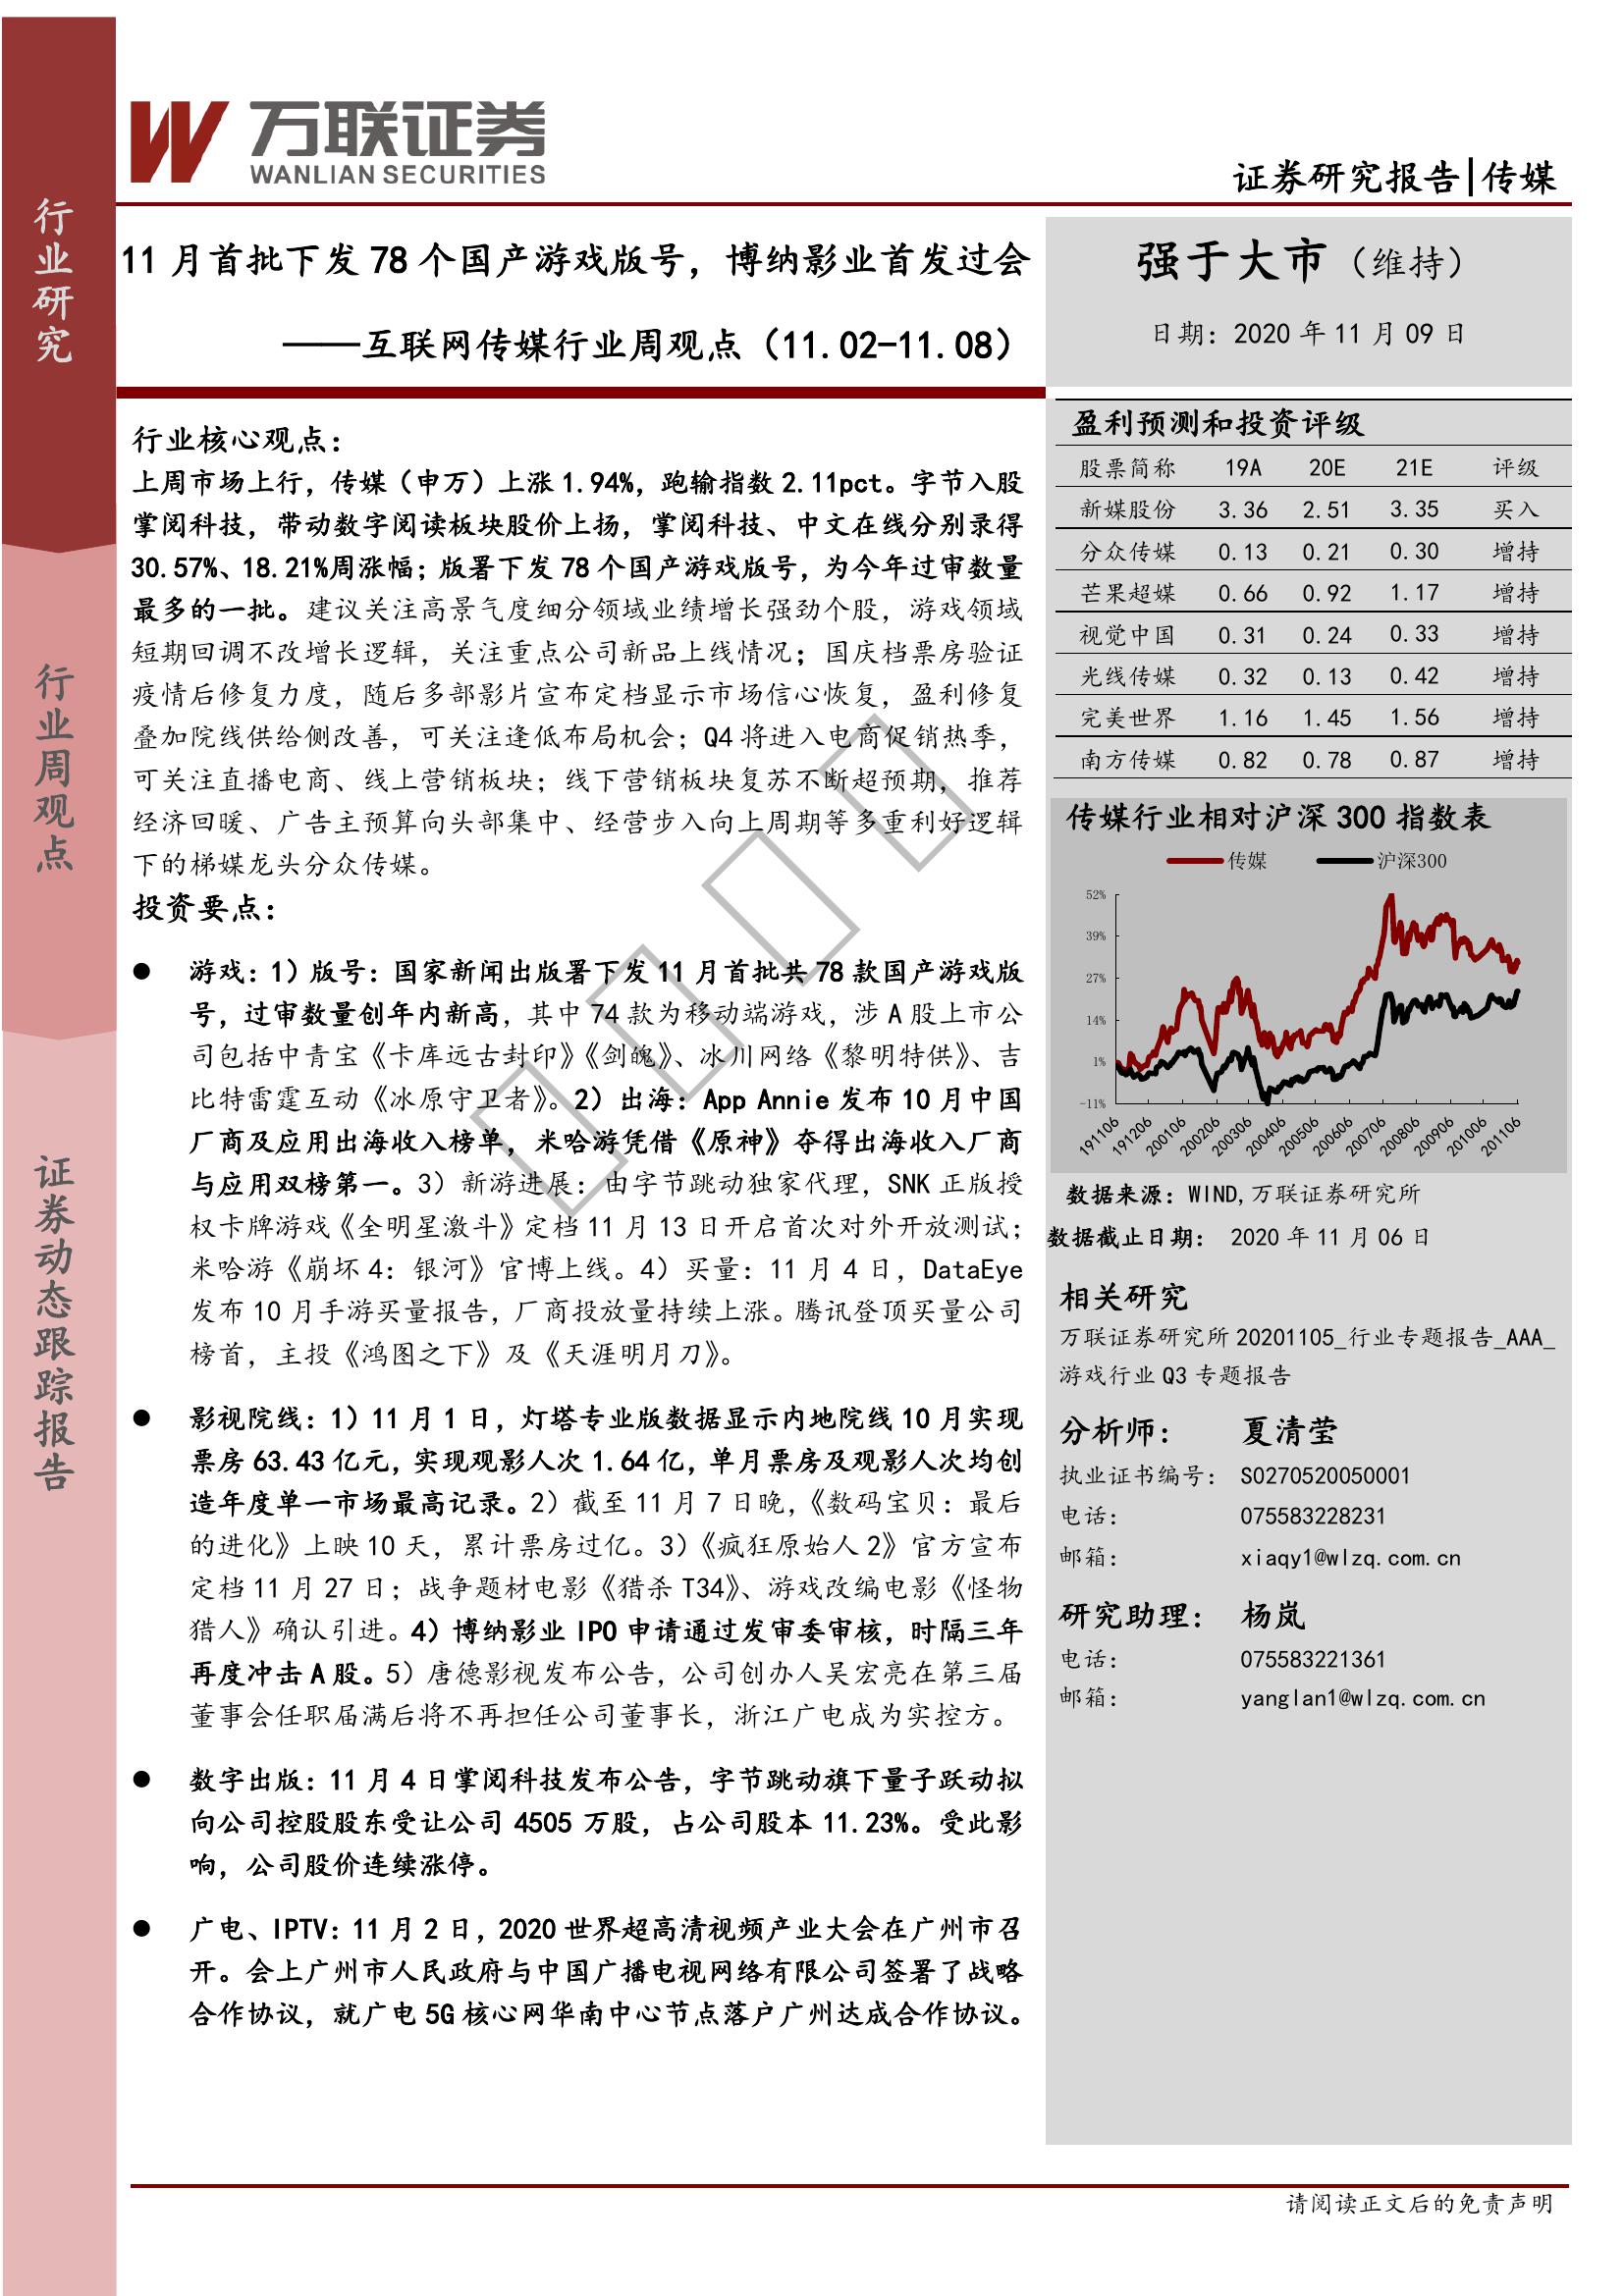 行业研究
行业周观点
证券动态跟踪报告
万联证券
WANLIAN SECURITIES
证券研究报告|传媒
11 月首批下发 78 个国产游戏版号，博纳影业首发过会
——互联网传媒行业周观点（11.02-11.08）
强于大市（维持）
日期：2020 年 11 月 09 日
行业核心观点：
上周市场上行，传媒（申万）上涨 1.94%，跑输指数 2.11pct。字节入股
掌阅科技，带动数字阅读板块股价上扬，掌阅科技、中文在线分别录得
30.57%、18.21%周涨幅；版署下发 78 个国产游戏版号，为今年过审数量
最多的一批。建议关注高景气度细分领域业绩增长强劲个股，游戏领域
短期回调不改增长逻辑，关注重点公司新品上线情况；国庆档票房验证
疫情后修复力度，随后多部影片宣布定档显示市场信心恢复，盈利修复
叠加院线供给侧改善，可关注逢低布局机会；Q4 将进入电商促销热季，
可关注直播电商、线上营销板块；线下营销板块复苏不断超预期，推荐
经济回暖、广告主预算向头部集中、经营步入向上周期等多重利好逻辑
下的梯媒龙头分众传媒。
投资要点：
● 游戏：1）版号：国家新闻出版署下发 11 月首批共 78 款国产游戏版
号，过审数量创年内新高，其中 74 款为移动端游戏，涉 A 股上市公
司包括中青宝《卡库远古封印》《剑魄》、冰川网络《黎明特供》、吉
比特雷霆互动《冰原守卫者》。2）出海：App Annie 发布 10 月中国
厂商及应用出海收入榜单，米哈游凭借《原神》夺得出海收入厂商
与应用双榜第一。3）新游进展：由字节跳动独家代理，SNK 正版授
权卡牌游戏《全明星激斗》定档 11 月 13 日开启首次对外开放测试；
米哈游《崩坏 4：银河》官博上线。4）买量：11 月 4 日，DataEye
发布 10 月手游买量报告，厂商投放量持续上涨。腾讯登顶买量公司
榜首，主投《鸿图之下》及《天涯明月刀》。
● 影视院线：1）11 月 1 日，灯塔专业版数据显示内地院线 10 月实现
票房 63.43 亿元，实现观影人次 1.64 亿，单月票房及观影人次均创
造年度单一市场最高记录。2）截至 11 月 7 日晚，《数码宝贝：最后
的进化》上映 10 天，累计票房过亿。3）《疯狂原始人 2》官方宣布
定档 11 月 27 日；战争题材电影《猎杀 T34》、游戏改编电影《怪物
猎人》确认引进。4）博纳影业 IPO 申请通过发审委审核，时隔三年
再度冲击 A 股。5）唐德影视发布公告，公司创办人吴宏亮在第三届
董事会任职届满后将不再担任公司董事长，浙江广电成为实控方。
● 数字出版：11 月 4 日掌阅科技发布公告，字节跳动旗下量子跃动拟
向公司控股股东受让公司 4505 万股，占公司股本 11.23%。受此影
响，公司股价连续涨停。
● 广电、IPTV：11 月 2 日，2020 世界超高清视频产业大会在广州市召
开。会上广州市人民政府与中国广播电视网络有限公司签署了战略
合作协议，就广电 5G 核心网华南中心节点落户广州达成合作协议。
盈利预测和投资评级
股票简称 19A 20E 21E 评级
新媒股份 3.36 2.51 3.35 买入
分众传媒 0.13 0.21 0.30 增持
芒果超媒 0.66 0.92 1.17 增持
视觉中国 0.31 0.24 0.33 增持
光线传媒 0.32 0.13 0.42 增持
完美世界 1.16 1.45 1.56 增持
南方传媒 0.82 0.78 0.87 增持
传媒行业相对沪深 300 指数表
传媒 沪深300
52%
39%
27%
14%
1%
-11%
191106 191206 200106 200206 200306 200406 200506 200606 200706 200806 200906 201006 201106
数据来源：WIND,万联证券研究所
数据截止日期： 2020 年 11 月 06 日
相关研究
万联证券研究所 20201105_行业专题报告_AAA_
游戏行业 Q3 专题报告
分析师： 夏清莹
执业证书编号： S0270520050001
电话： 075583228231
邮箱： xiaqy1@wlzq.com.cn
研究助理： 杨岚
电话： 075583221361
邮箱： yanglan1@wlzq.com.cn
请阅读正文后的免责声明